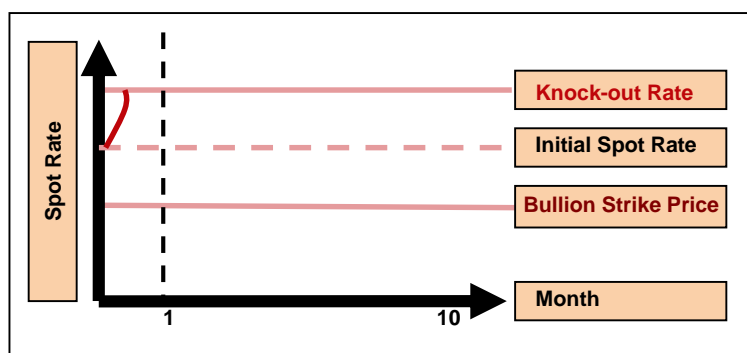 Spot Rate
Knock-out Rate
Initial Spot Rate
Bullion Strike Price
Month
1
10